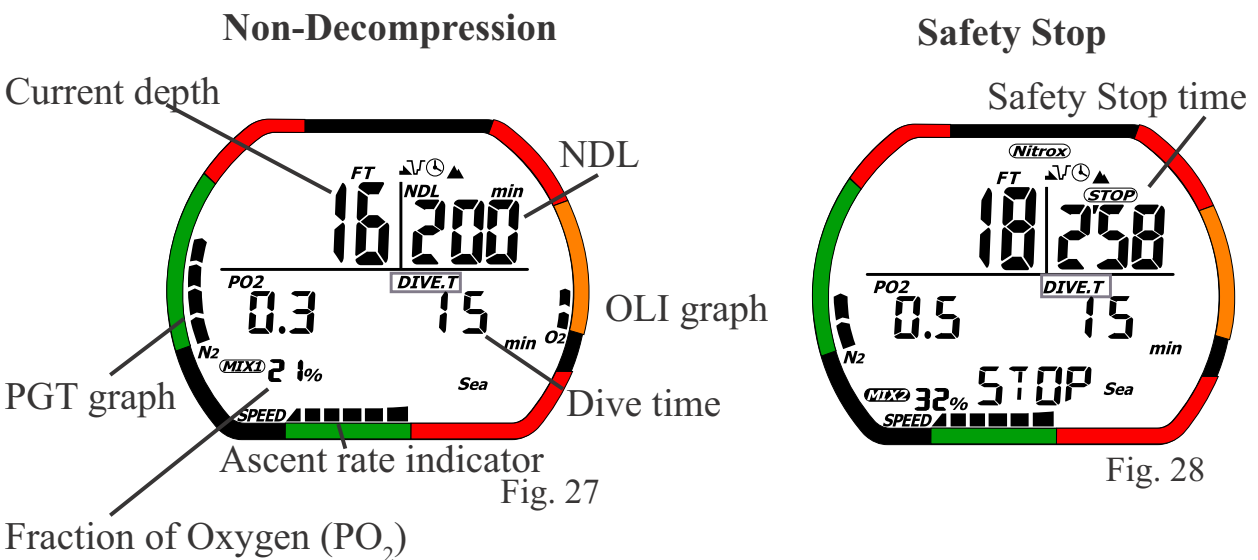 Non-Decompression
Safety Stop
Current depth
Safety Stop time
NDL
FT
NDL min
16 200
PO2 DIVE.T
0.3 15
min
N2
O2
MIX1 21%
Sea
SPEED
OLI graph
PGT graph
Dive time
Ascent rate indicator
Fig. 27
Fraction of Oxygen (PO₂)
Nitrox
FT
STOP
18 2'58
PO2 DIVE.T
0.5 15
min
N2
MIX2 32% STOP Sea
SPEED
Fig. 28